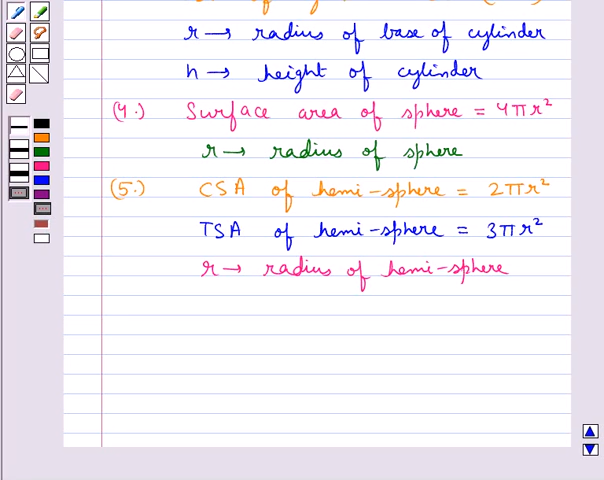 r → radius of base of cylinder
h → height of cylinder
(4.) Surface area of sphere = 4πr²
r → radius of sphere
(5.) CSA of hemi-sphere = 2πr²
TSA of hemi-sphere = 3πr²
r → radius of hemi-sphere